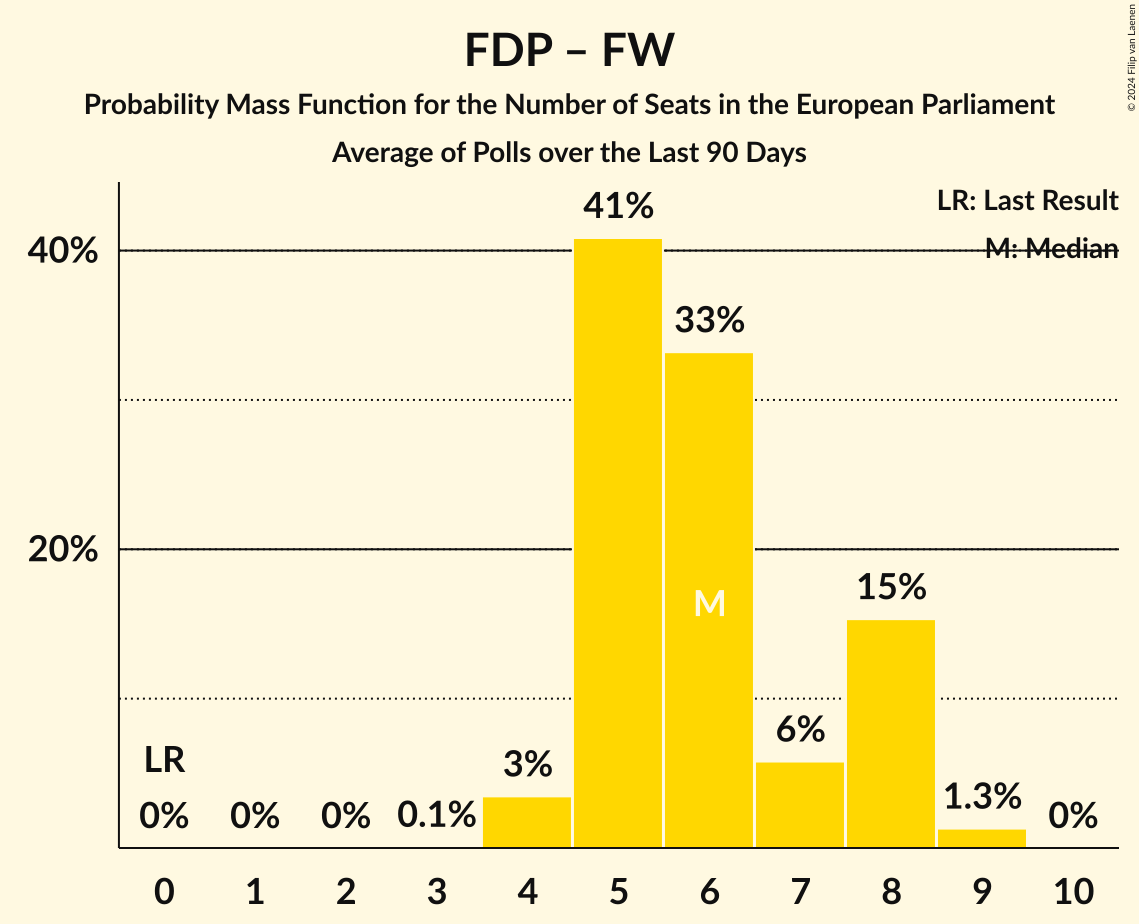 FDP – FW
Probability Mass Function for the Number of Seats in the European Parliament
Average of Polls over the Last 90 Days
© 2024 Filip van Laenen
LR: Last Result
M: Median
40%
20%
LR
0%
0%
0%
0.1%
3%
41%
33%
M
6%
15%
1.3%
0%
0 1 2 3 4 5 6 7 8 9 10